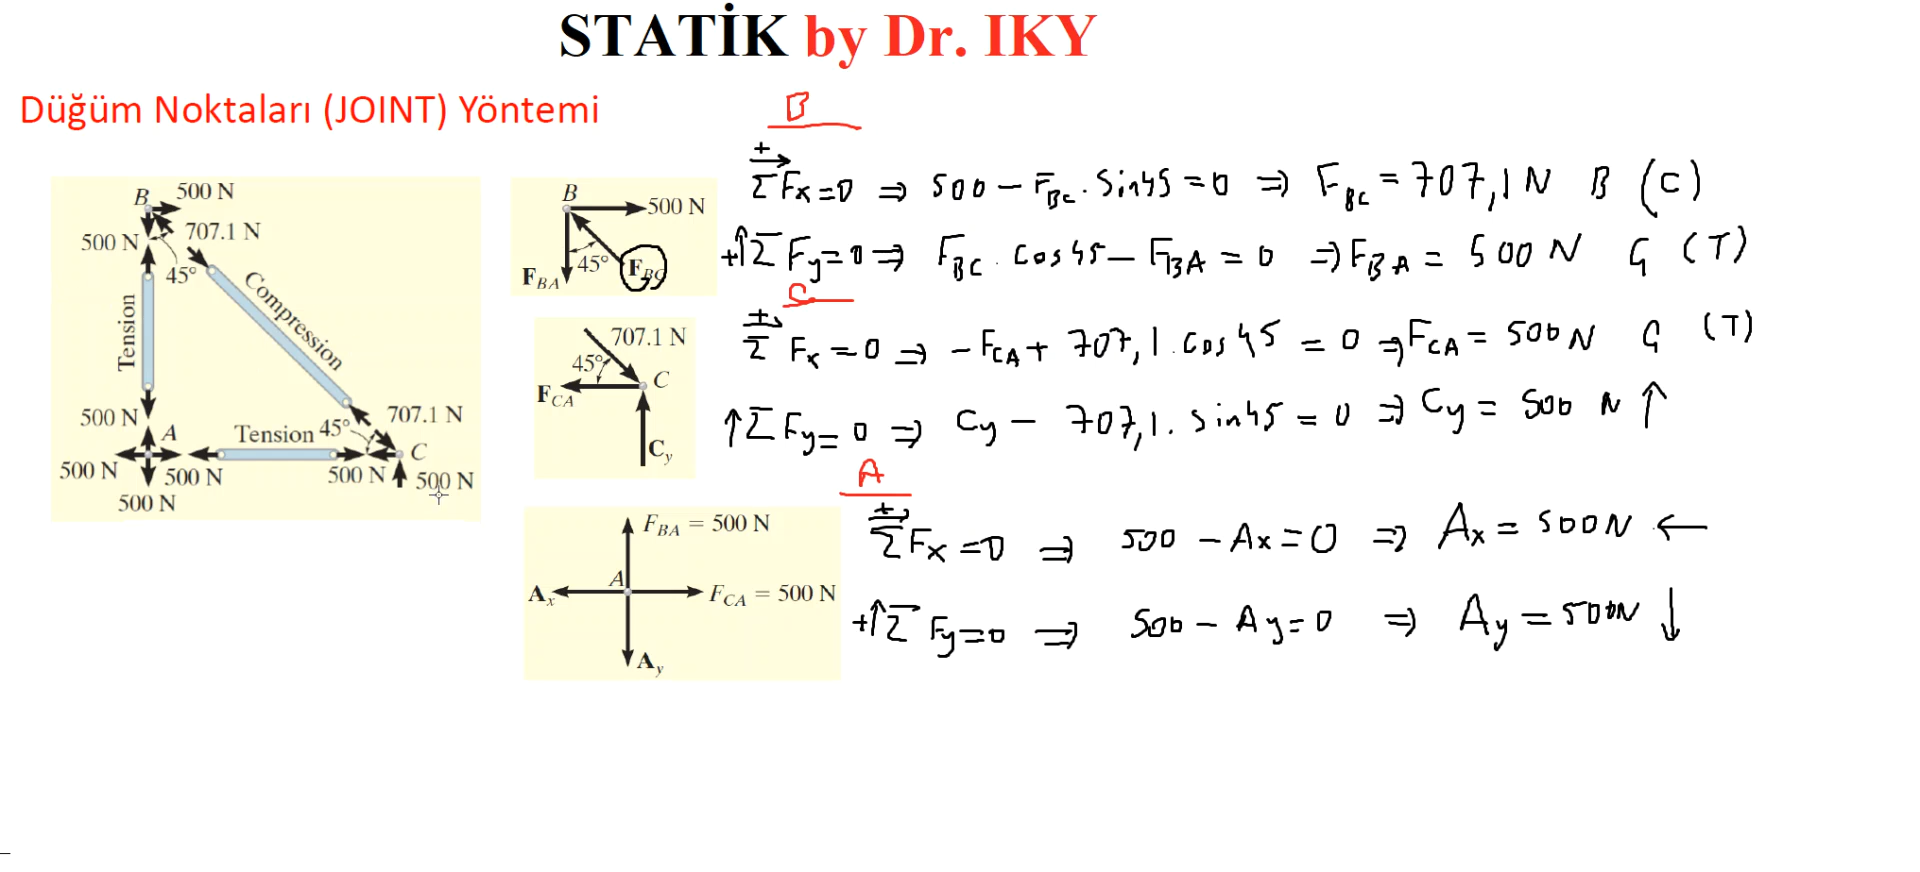 STATİK by Dr. IKY
Düğüm Noktaları (JOINT) Yöntemi
B
500 N
500 N
707.1 N
45°
Compression
Tension
500 N
A
Tension 45°
707.1 N
C
500 N
500 N
500 N
500 N
500 N
B
500 N
45°
FBA
FBC
707.1 N
45°
C
FCA
Cy
FBA = 500 N
A
Ax
FCA = 500 N
Ay
B
+→ ΣFx=0 ⇒ 500 - FBC . Sin45 = 0 ⇒ FBC = 707,1 N B (C)
+↑ΣFy=0 ⇒ FBC . Cos45 - FBA = 0 ⇒ FBA = 500 N G (T)
C
+→ ΣFx=0 ⇒ - FCA + 707,1 . cos45 = 0 ⇒ FCA = 500 N G (T)
↑ΣFy=0 ⇒ Cy - 707,1 . sin45 = 0 ⇒ Cy = 500 N ↑
A
+→ ΣFx=0 ⇒ 500 - Ax=0 ⇒ Ax = 500N ←
+↑ΣFy=0 ⇒ 500 - Ay=0 ⇒ Ay = 500N ↓